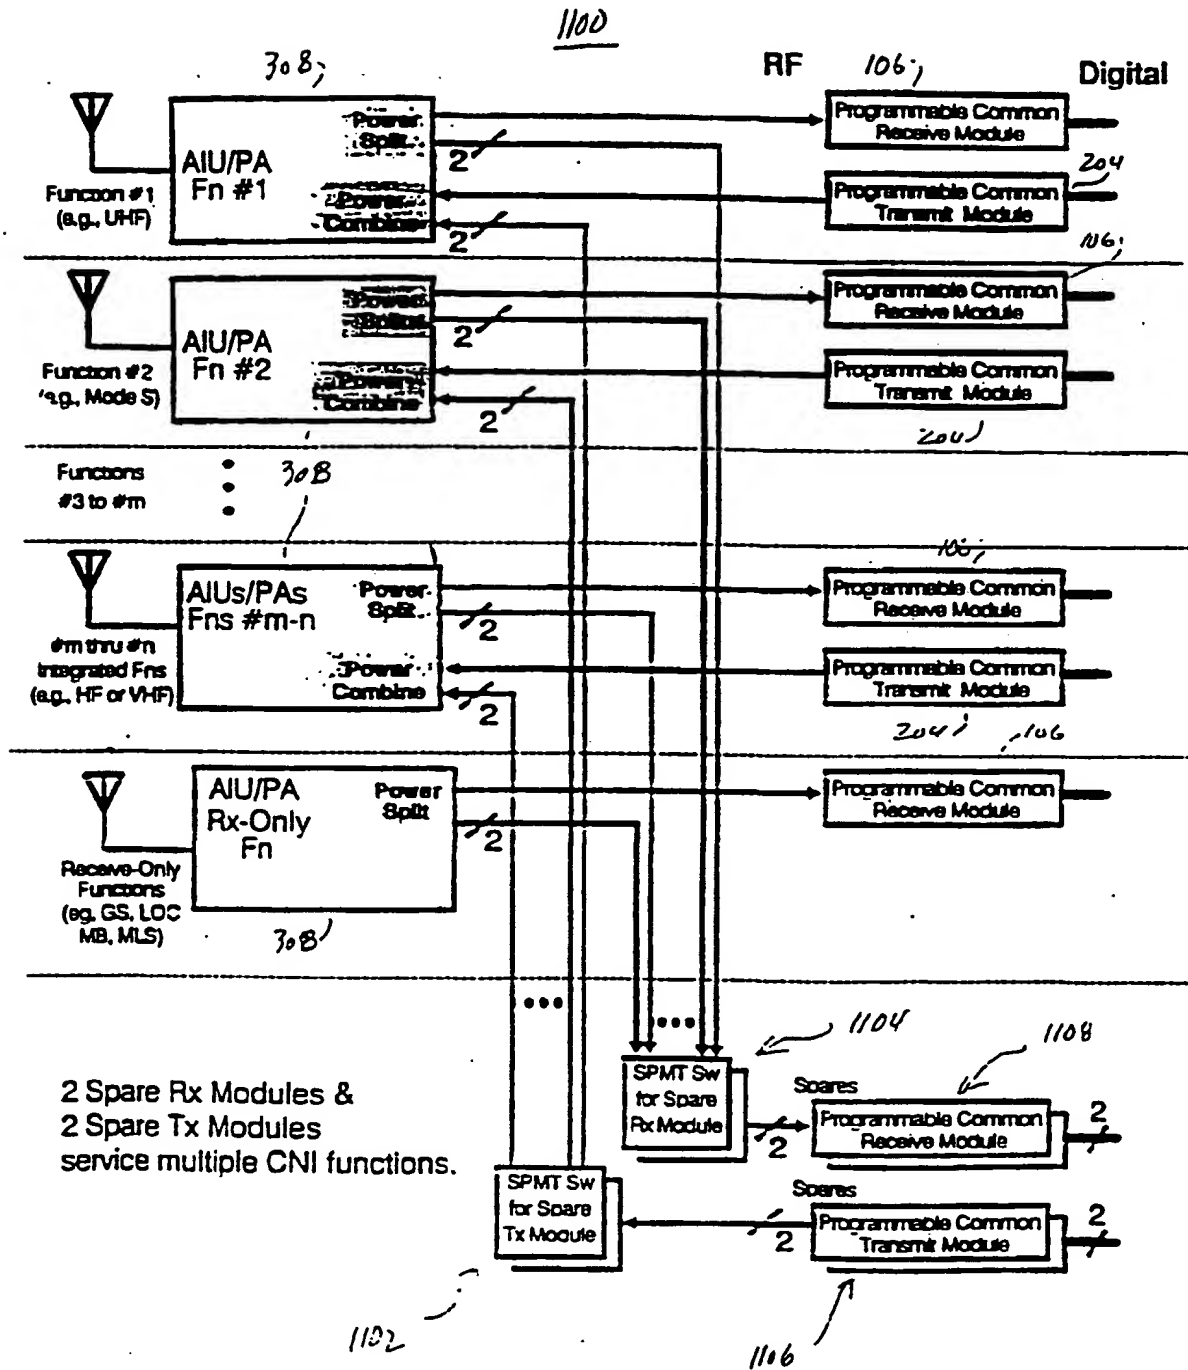 1100
308
RF
106
Digital
Power
Split
2
AIU/PA
Fn #1
Power
Combiner
2
Function #1
(e.g., UHF)
Programmable Common
Receive Module
204
Programmable Common
Transmit Module
106
Power
Splitter
2
AIU/PA
Fn #2
Power
Combine
2
Function #2
(e.g., Mode S)
Programmable Common
Receive Module
Programmable Common
Transmit Module
204
308
Functions
#3 to #m
308
106
AIUs/PAs
Fns #m-n
Power
Split
2
Power
Combine
2
#m thru #n
Integrated Fns
(e.g., HF or VHF)
Programmable Common
Receive Module
Programmable Common
Transmit Module
204
106
AIU/PA
Rx-Only
Fn
Power
Split
2
Receive-Only
Functions
(eg, GS, LOC
MB, MLS)
308
Programmable Common
Receive Module
1104
1108
2 Spare Rx Modules &
2 Spare Tx Modules
service multiple CNI functions.
SPMT Sw
for Spare
Rx Module
2
Spares
Programmable Common
Receive Module
2
SPMT Sw
for Spare
Tx Module
2
Spares
Programmable Common
Transmit Module
2
1102
1106